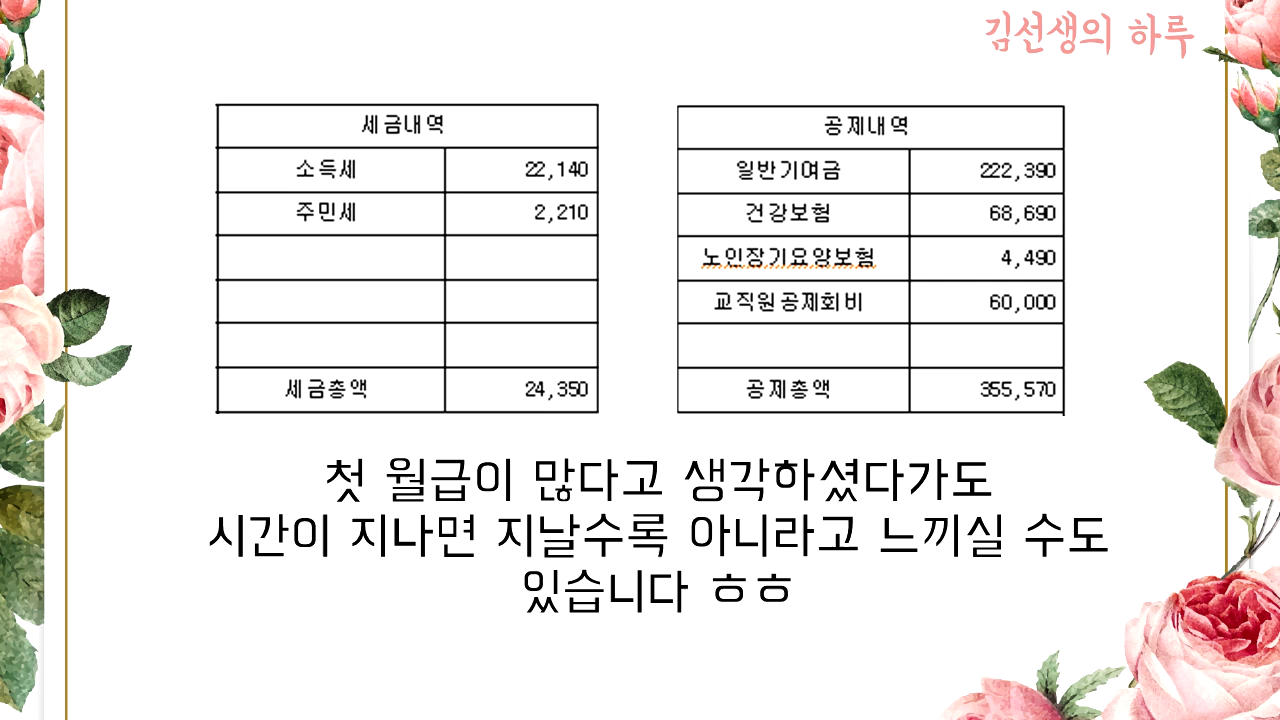 김선생의 하루
세금내역
소득세 22,140
주민세 2,210
세금총액 24,350
공제내역
일반기여금 222,390
건강보험 68,690
노인장기요양보험 4,490
교직원공제회비 60,000
공제총액 355,570
첫 월급이 많다고 생각하셨다가도
시간이 지나면 지날수록 아니라고 느끼실 수도
있습니다 ㅎㅎ